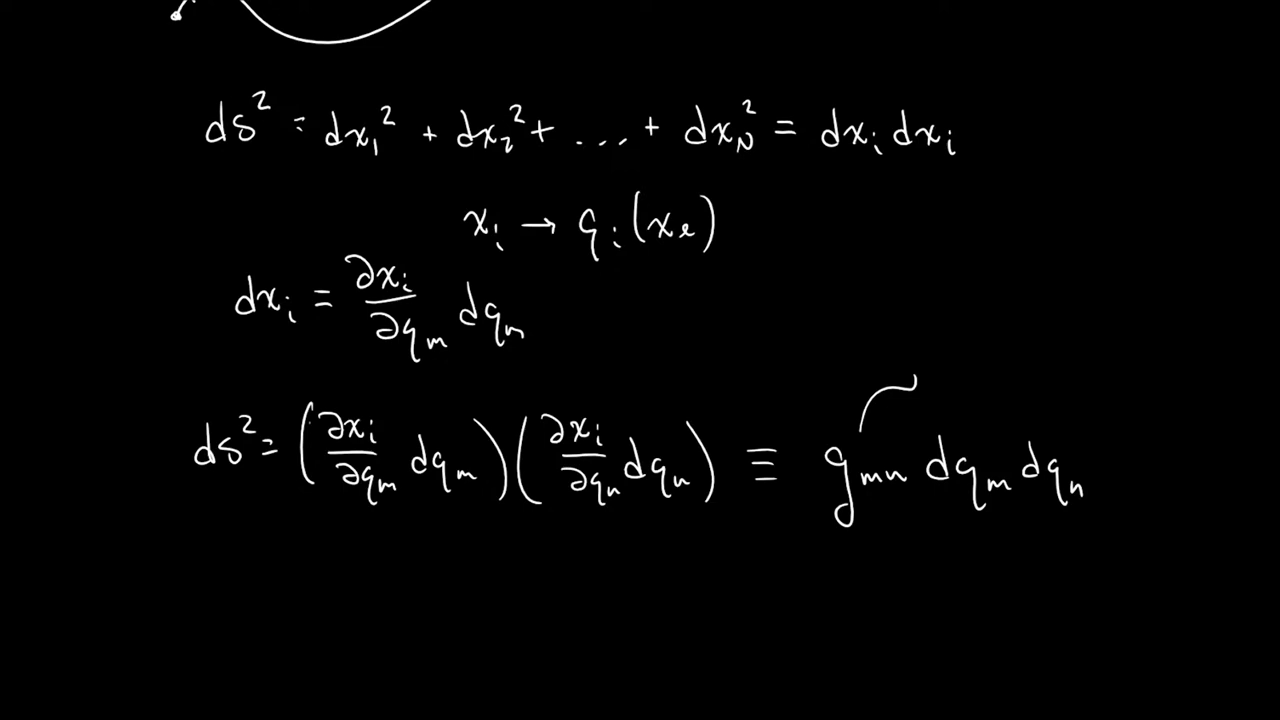 ds² = dx₁² + dx₂² + ... + dx_N² = dxᵢ dxᵢ
xᵢ → qᵢ(x_ℓ)
dxᵢ = ∂xᵢ/∂qₘ dqₘ
ds² = (∂xᵢ/∂qₘ dqₘ)(∂xᵢ/∂qₙ dqₙ) ≡ gₘₙ dqₘ dqₙ